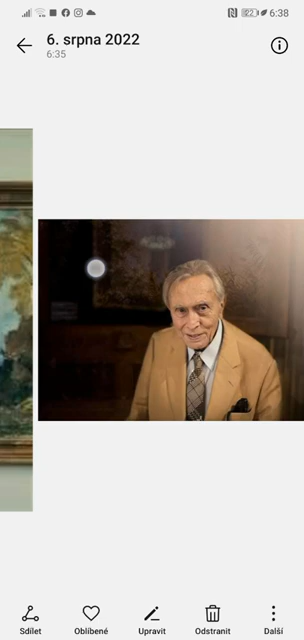 6:38
6. srpna 2022
6:35
Sdílet
Oblíbené
Upravit
Odstranit
Další